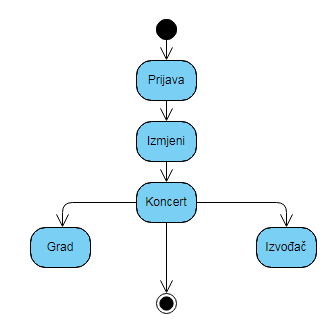 Prijava
Izmjeni
Koncert
Grad
Izvođač